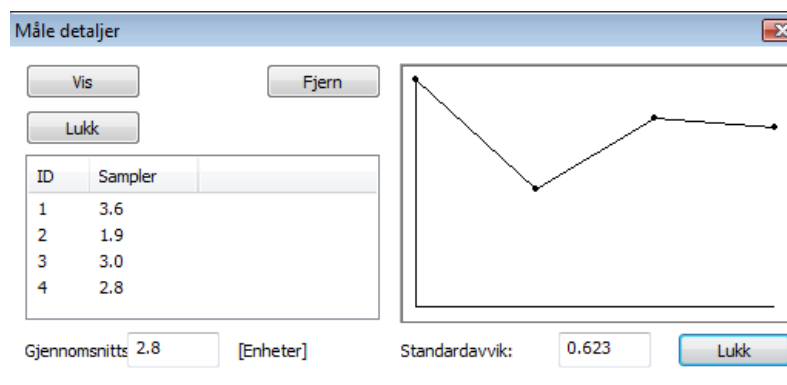 Måle detaljer
Vis
Fjern
Lukk
ID Sampler
1 3.6
2 1.9
3 3.0
4 2.8
Gjennomsnitts 2.8 [Enheter]
Standardavvik: 0.623 Lukk